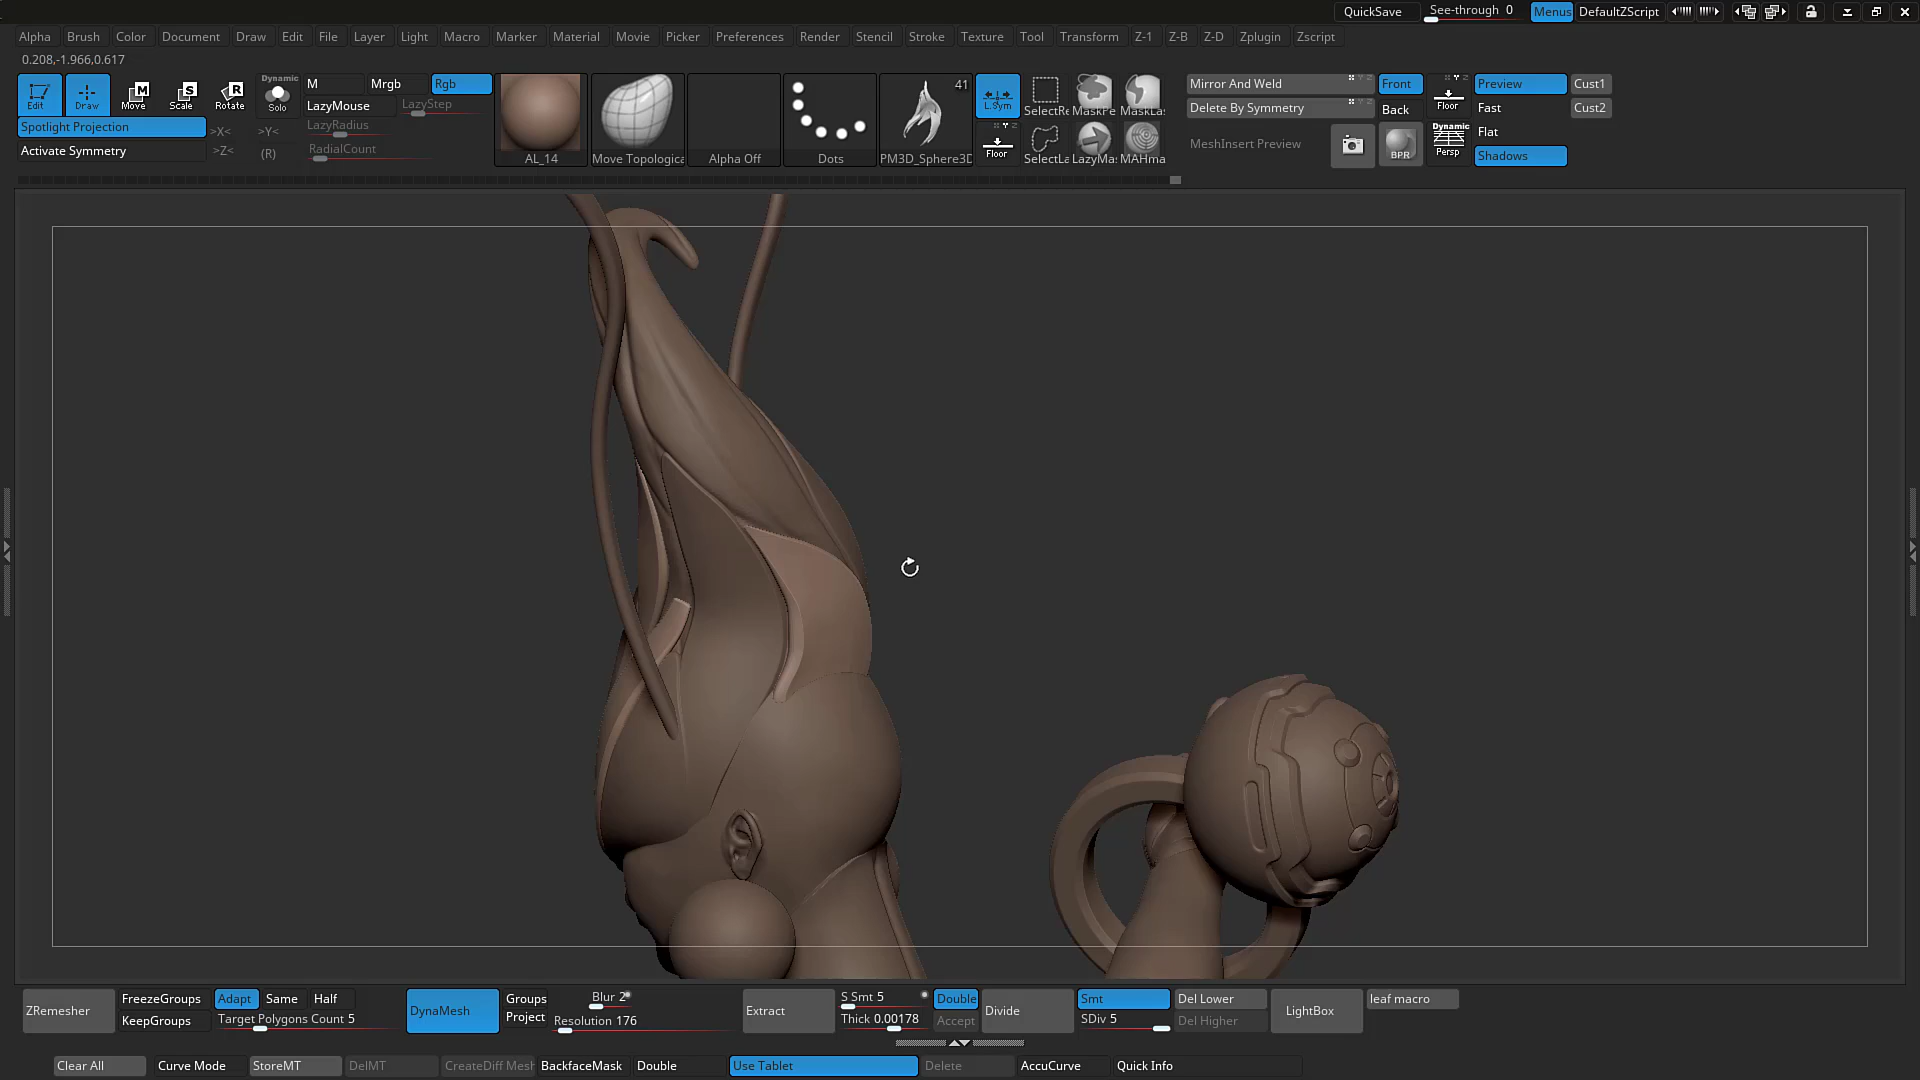 QuickSave See-through 0 Menus DefaultZScript
Alpha Brush Color Document Draw Edit File Layer Light Macro Marker Material Movie Picker Preferences Render Stencil Stroke Texture Tool Transform Z-1 Z-B Z-D Zplugin Zscript
0.208,-1.966,0.617
Edit Draw Move Scale Rotate Dynamic Solo
M Mrgb Rgb
LazyMouse LazyStep
Spotlight Projection >X< >Y< LazyRadius
Activate Symmetry >Z< (R) RadialCount
AL_14 Move Topologica Alpha Off Dots 41 PM3D_Sphere3D
L.Sym SelectRe MaskPe MaskLas
Floor SelectLa LazyMas MAHma
Mirror And Weld Front Floor Preview Cust1
Delete By Symmetry Back Fast Cust2
MeshInsert Preview BPR Dynamic Persp Flat
Shadows
ZRemesher FreezeGroups Adapt Same Half
KeepGroups Target Polygons Count 5
DynaMesh Groups Blur 2
Project Resolution 176
Extract S Smt 5 Double
Thick 0.00178 Accept
Divide Smt Del Lower
SDiv 5 Del Higher
LightBox leaf macro
Clear All Curve Mode StoreMT DelMT CreateDiff Mesh BackfaceMask Double Use Tablet Delete AccuCurve Quick Info